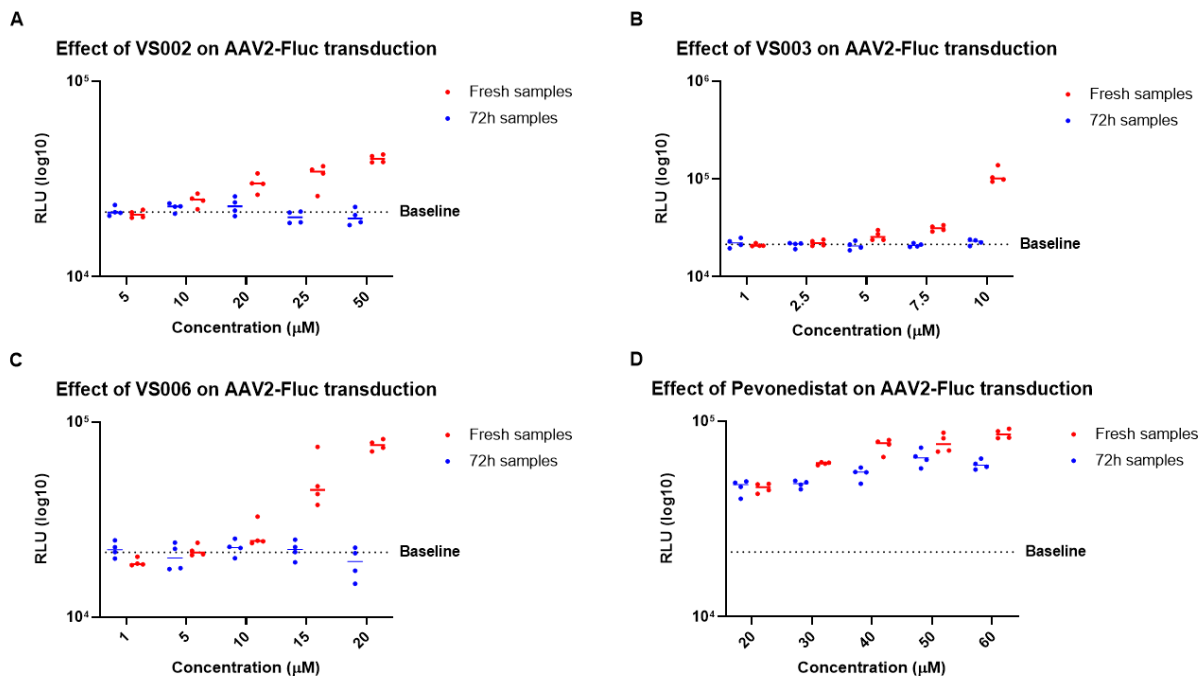 A
Effect of VS002 on AAV2-Fluc transduction
10⁵
10⁴
RLU (log10)
Fresh samples
72h samples
Baseline
5 10 20 25 50
Concentration (μM)
B
Effect of VS003 on AAV2-Fluc transduction
10⁶
10⁵
10⁴
RLU (log10)
Fresh samples
72h samples
Baseline
1 2.5 5 7.5 10
Concentration (μM)
C
Effect of VS006 on AAV2-Fluc transduction
10⁵
10⁴
RLU (log10)
Fresh samples
72h samples
Baseline
1 5 10 15 20
Concentration (μM)
D
Effect of Pevonedistat on AAV2-Fluc transduction
10⁵
10⁴
RLU (log10)
Fresh samples
72h samples
Baseline
20 30 40 50 60
Concentration (μM)